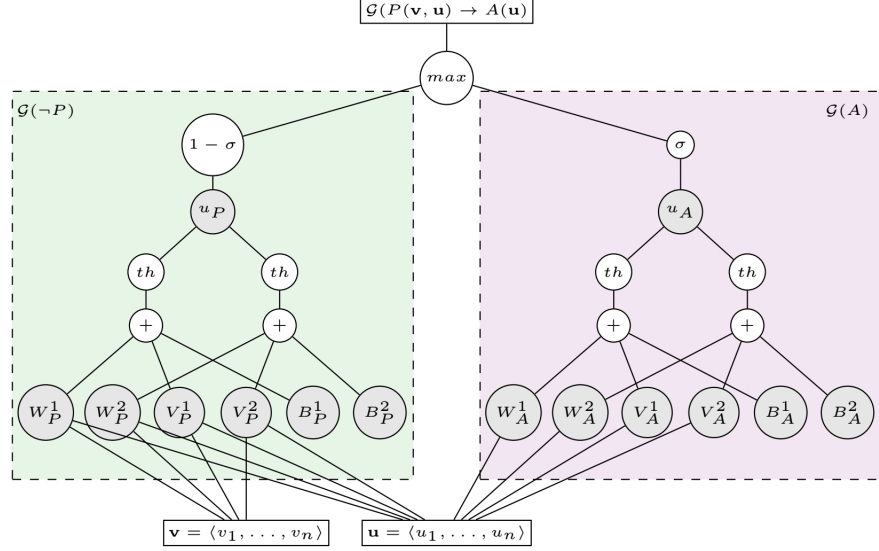 𝒢(P(𝐯, 𝐮) → A(𝐮)
max
𝒢(¬P)
𝒢(A)
1 − σ
σ
u_P
u_A
th
th
th
th
+
+
+
+
W_P^1
W_P^2
V_P^1
V_P^2
B_P^1
B_P^2
W_A^1
W_A^2
V_A^1
V_A^2
B_A^1
B_A^2
𝐯 = ⟨v_1, . . . , v_n⟩
𝐮 = ⟨u_1, . . . , u_n⟩